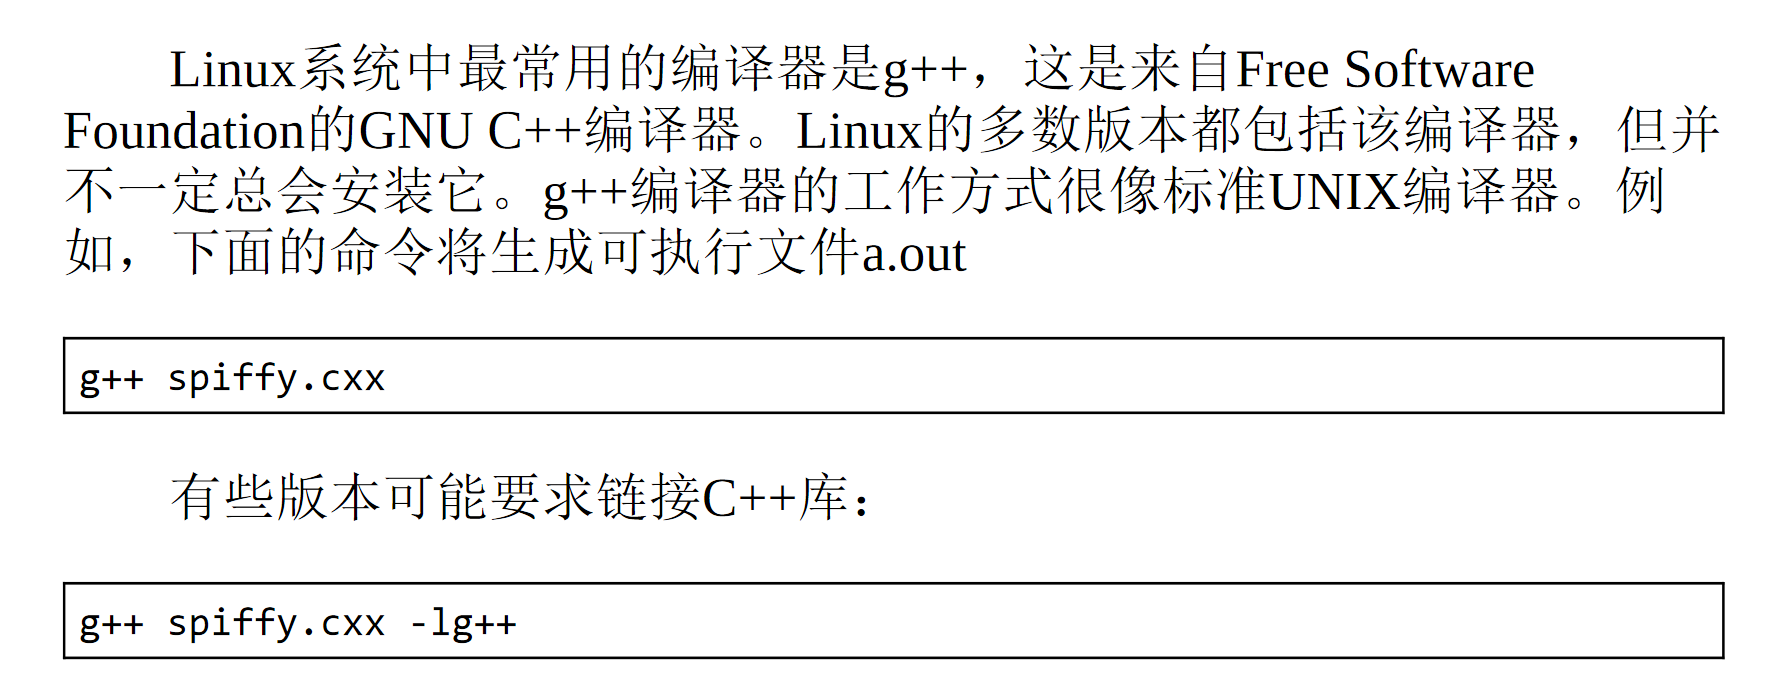 Linux系统中最常用的编译器是g++，这是来自Free Software
Foundation的GNU C++编译器。Linux的多数版本都包括该编译器，但并
不一定总会安装它。g++编译器的工作方式很像标准UNIX编译器。例
如，下面的命令将生成可执行文件a.out
g++ spiffy.cxx
有些版本可能要求链接C++库：
g++ spiffy.cxx -lg++